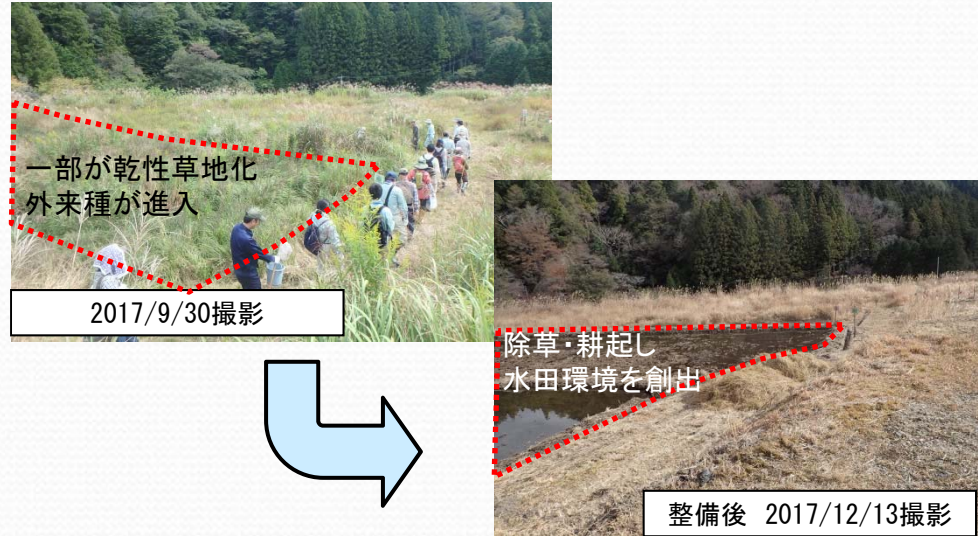 一部が乾性草地化
外来種が進入
2017/9/30撮影
除草・耕起し
水田環境を創出
整備後 2017/12/13撮影